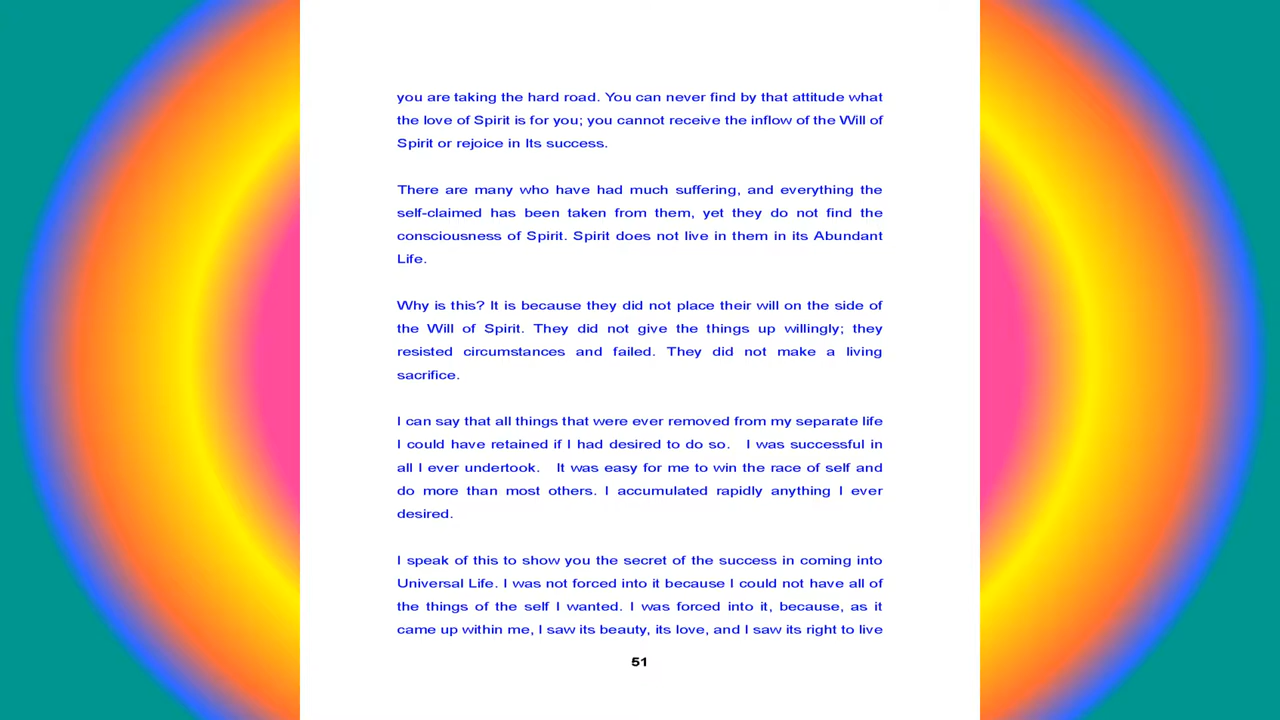 you are taking the hard road. You can never find by that attitude what
the love of Spirit is for you; you cannot receive the inflow of the Will of
Spirit or rejoice in Its success.
There are many who have had much suffering, and everything the
self-claimed has been taken from them, yet they do not find the
consciousness of Spirit. Spirit does not live in them in its Abundant
Life.
Why is this? It is because they did not place their will on the side of
the Will of Spirit. They did not give the things up willingly; they
resisted circumstances and failed. They did not make a living
sacrifice.
I can say that all things that were ever removed from my separate life
I could have retained if I had desired to do so. I was successful in
all I ever undertook. It was easy for me to win the race of self and
do more than most others. I accumulated rapidly anything I ever
desired.
I speak of this to show you the secret of the success in coming into
Universal Life. I was not forced into it because I could not have all of
the things of the self I wanted. I was forced into it, because, as it
came up within me, I saw its beauty, its love, and I saw its right to live
51